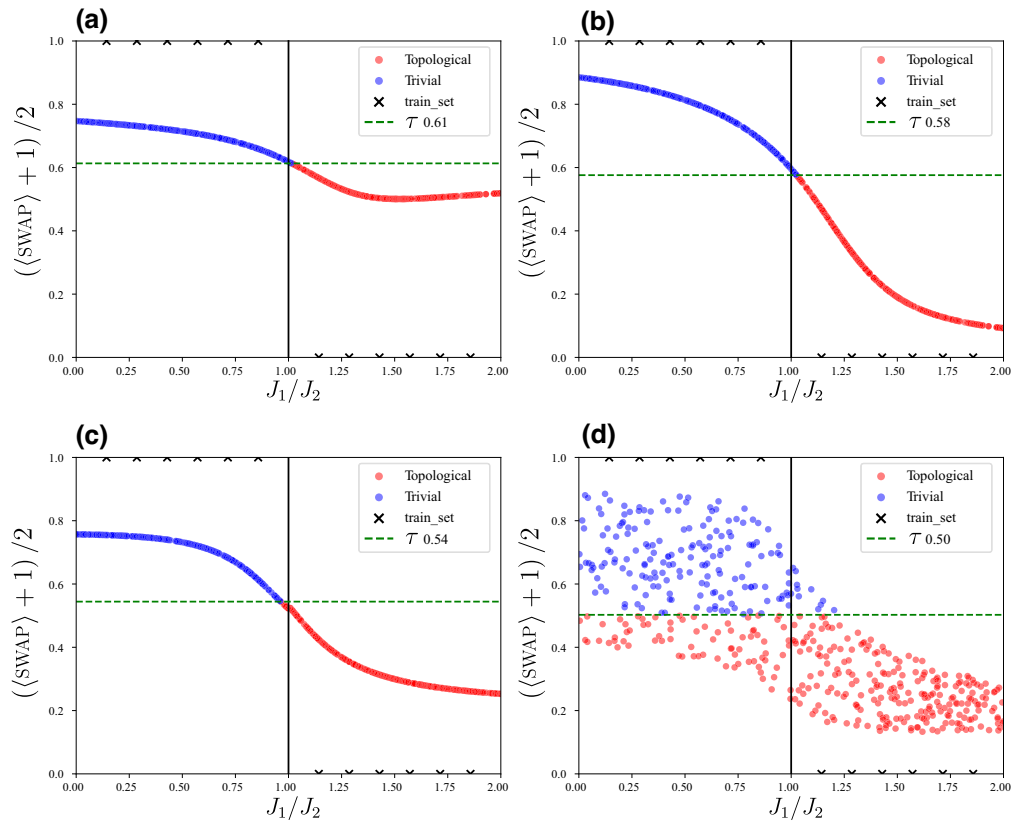 (a)
1.0
0.8
0.6
0.4
0.2
0.0
(⟨SWAP⟩ + 1) /2
Topological
Trivial
train_set
τ 0.61
0.00 0.25 0.50 0.75 1.00 1.25 1.50 1.75 2.00
J₁/J₂
(b)
1.0
0.8
0.6
0.4
0.2
0.0
(⟨SWAP⟩ + 1) /2
Topological
Trivial
train_set
τ 0.58
0.00 0.25 0.50 0.75 1.00 1.25 1.50 1.75 2.00
J₁/J₂
(c)
1.0
0.8
0.6
0.4
0.2
0.0
(⟨SWAP⟩ + 1) /2
Topological
Trivial
train_set
τ 0.54
0.00 0.25 0.50 0.75 1.00 1.25 1.50 1.75 2.00
J₁/J₂
(d)
1.0
0.8
0.6
0.4
0.2
0.0
(⟨SWAP⟩ + 1) /2
Topological
Trivial
train_set
τ 0.50
0.00 0.25 0.50 0.75 1.00 1.25 1.50 1.75 2.00
J₁/J₂